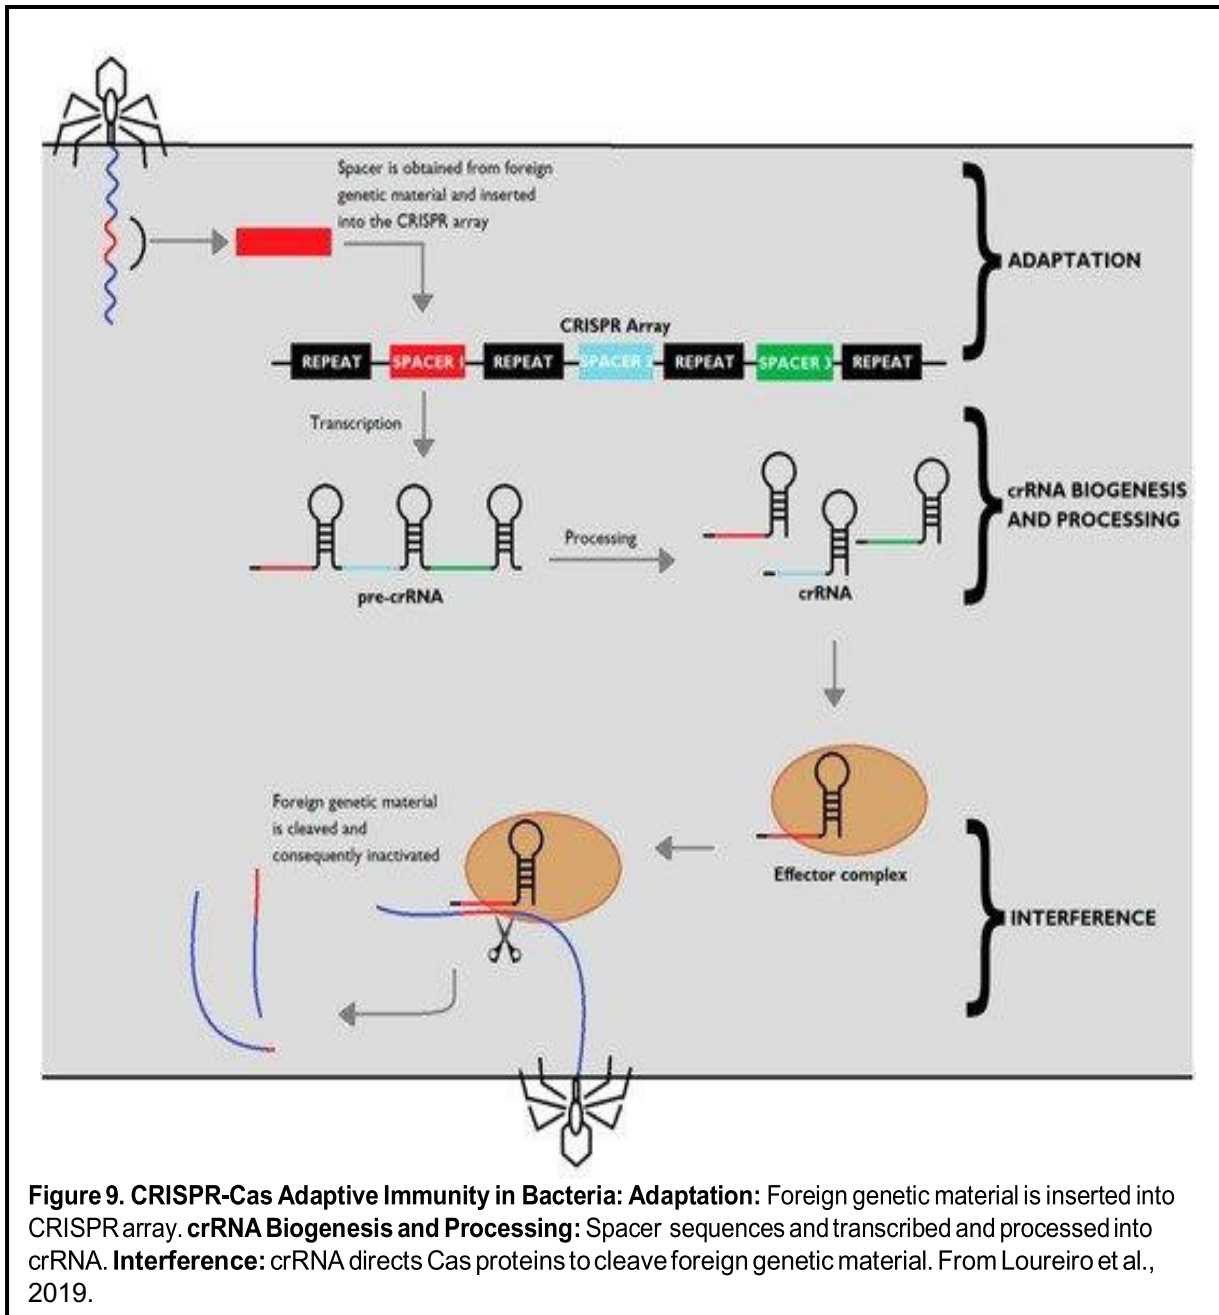 Spacer is obtained from foreign
genetic material and inserted
into the CRISPR array
ADAPTATION
CRISPR Array
REPEAT SPACER 1 REPEAT SPACER 2 REPEAT SPACER 3 REPEAT
Transcription
crRNA BIOGENESIS
AND PROCESSING
Processing
pre-crRNA
crRNA
Foreign genetic material
is cleaved and
consequently inactivated
Effector complex
INTERFERENCE
Figure 9. CRISPR-Cas Adaptive Immunity in Bacteria: Adaptation: Foreign genetic material is inserted into
CRISPR array. crRNA Biogenesis and Processing: Spacer sequences and transcribed and processed into
crRNA. Interference: crRNA directs Cas proteins to cleave foreign genetic material. From Loureiro et al.,
2019.